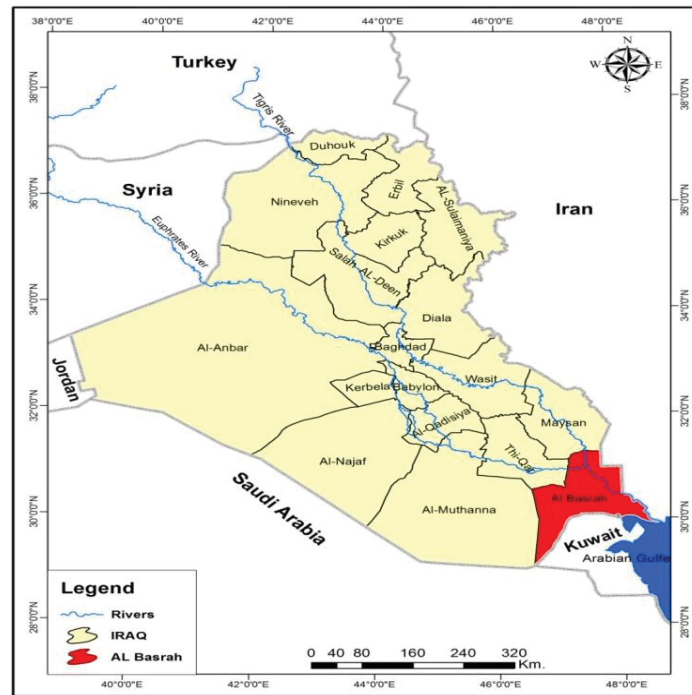 38°0'0"E
40°0'0"E
42°0'0"E
44°0'0"E
46°0'0"E
48°0'0"E
N
W
E
S
Turkey
Tigris River
Duhouk
Erbil
AL-Sulaimaniya
Nineveh
Kirkuk
Syria
Iran
Euphrates River
Salah AL-Deen
Diala
Al-Anbar
Baghdad
Jordan
Kerbela
Babylon
Wasit
Al-Qadisiya
Maysan
Al-Najaf
Thi-Qar
Saudi Arabia
Al-Muthanna
Al Basrah
Kuwait
Arabian Gulfe
38°0'0"N
36°0'0"N
34°0'0"N
32°0'0"N
30°0'0"N
28°0'0"N
38°0'0"N
36°0'0"N
34°0'0"N
32°0'0"N
30°0'0"N
28°0'0"N
Legend
Rivers
IRAQ
AL Basrah
0 40 80 160 240 320
Km.
40°0'0"E
42°0'0"E
44°0'0"E
46°0'0"E
48°0'0"E